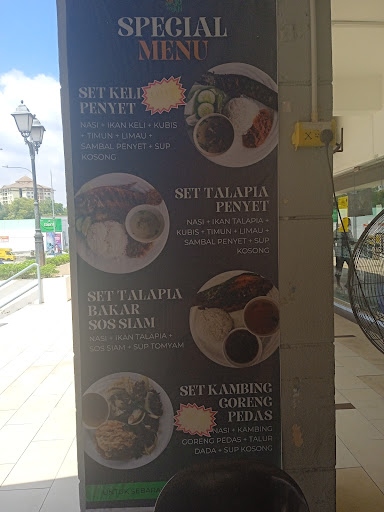 SPECIAL
MENU
SET KELI
PENYET
NASI + IKAN KELI + KUBIS
+ TIMUN + LIMAU +
SAMBAL PENYET + SUP
KOSONG
SET TALAPIA
PENYET
NASI + IKAN TALAPIA +
KUBIS + TIMUN + LIMAU +
SAMBAL PENYET + SUP
KOSONG
SET TALAPIA
BAKAR
SOS SIAM
NASI + IKAN TALAPIA +
SOS SIAM + SUP TOMYAM
SET KAMBING
GORENG
PEDAS
NASI + KAMBING
GORENG PEDAS + TALUR
DADA + SUP KOSONG
UNTUK